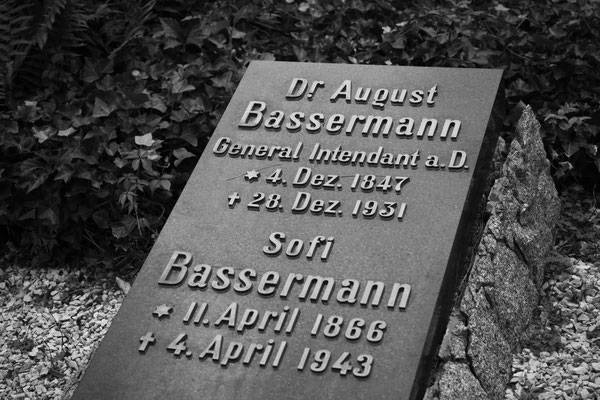 Dr August
Bassermann
General Intendant a.D.
✶ 4. Dez. 1847
✝ 28. Dez. 1931
Sofi
Bassermann
✶ 11. April 1866
✝ 4. April 1943